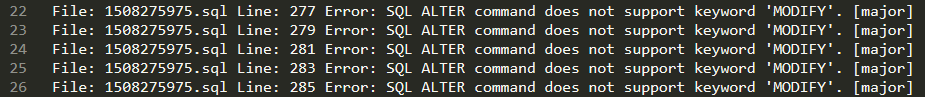 22 File: 1508275975.sql Line: 277 Error: SQL ALTER command does not support keyword 'MODIFY'. [major]
23 File: 1508275975.sql Line: 279 Error: SQL ALTER command does not support keyword 'MODIFY'. [major]
24 File: 1508275975.sql Line: 281 Error: SQL ALTER command does not support keyword 'MODIFY'. [major]
25 File: 1508275975.sql Line: 283 Error: SQL ALTER command does not support keyword 'MODIFY'. [major]
26 File: 1508275975.sql Line: 285 Error: SQL ALTER command does not support keyword 'MODIFY'. [major]